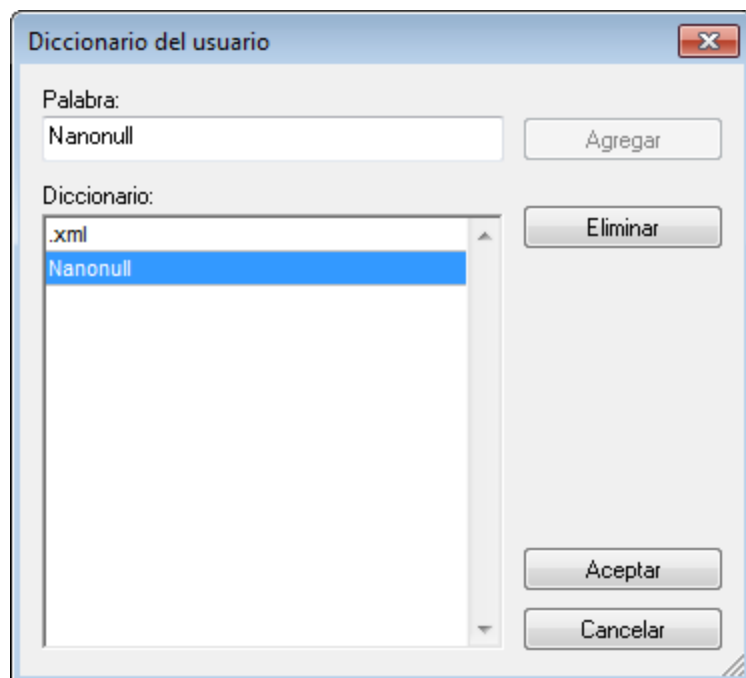 Diccionario del usuario
Palabra:
Nanonull
Agregar
Diccionario:
.xml
Eliminar
Nanonull
Aceptar
Cancelar